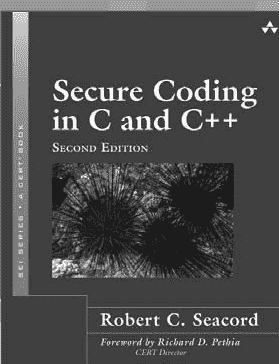 Secure Coding
in C and C++
SECOND EDITION
SEI SERIES • A CERT® BOOK
Robert C. Seacord
Foreword by Richard D. Pethia
CERT Director